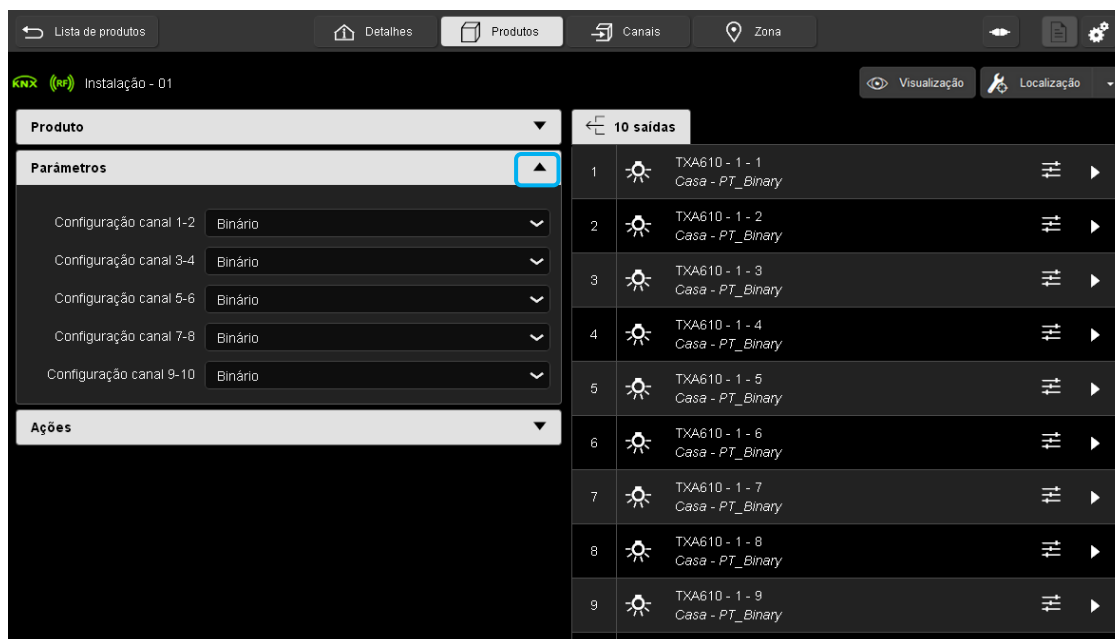 Lista de produtos
Detalhes
Produtos
Canais
Zona
KNX ((RF)) Instalação - 01
Visualização
Localização
Produto
Parâmetros
Configuração canal 1-2 Binário
Configuração canal 3-4 Binário
Configuração canal 5-6 Binário
Configuração canal 7-8 Binário
Configuração canal 9-10 Binário
Ações
10 saídas
1 TXA610 - 1 - 1
Casa - PT_Binary
2 TXA610 - 1 - 2
Casa - PT_Binary
3 TXA610 - 1 - 3
Casa - PT_Binary
4 TXA610 - 1 - 4
Casa - PT_Binary
5 TXA610 - 1 - 5
Casa - PT_Binary
6 TXA610 - 1 - 6
Casa - PT_Binary
7 TXA610 - 1 - 7
Casa - PT_Binary
8 TXA610 - 1 - 8
Casa - PT_Binary
9 TXA610 - 1 - 9
Casa - PT_Binary